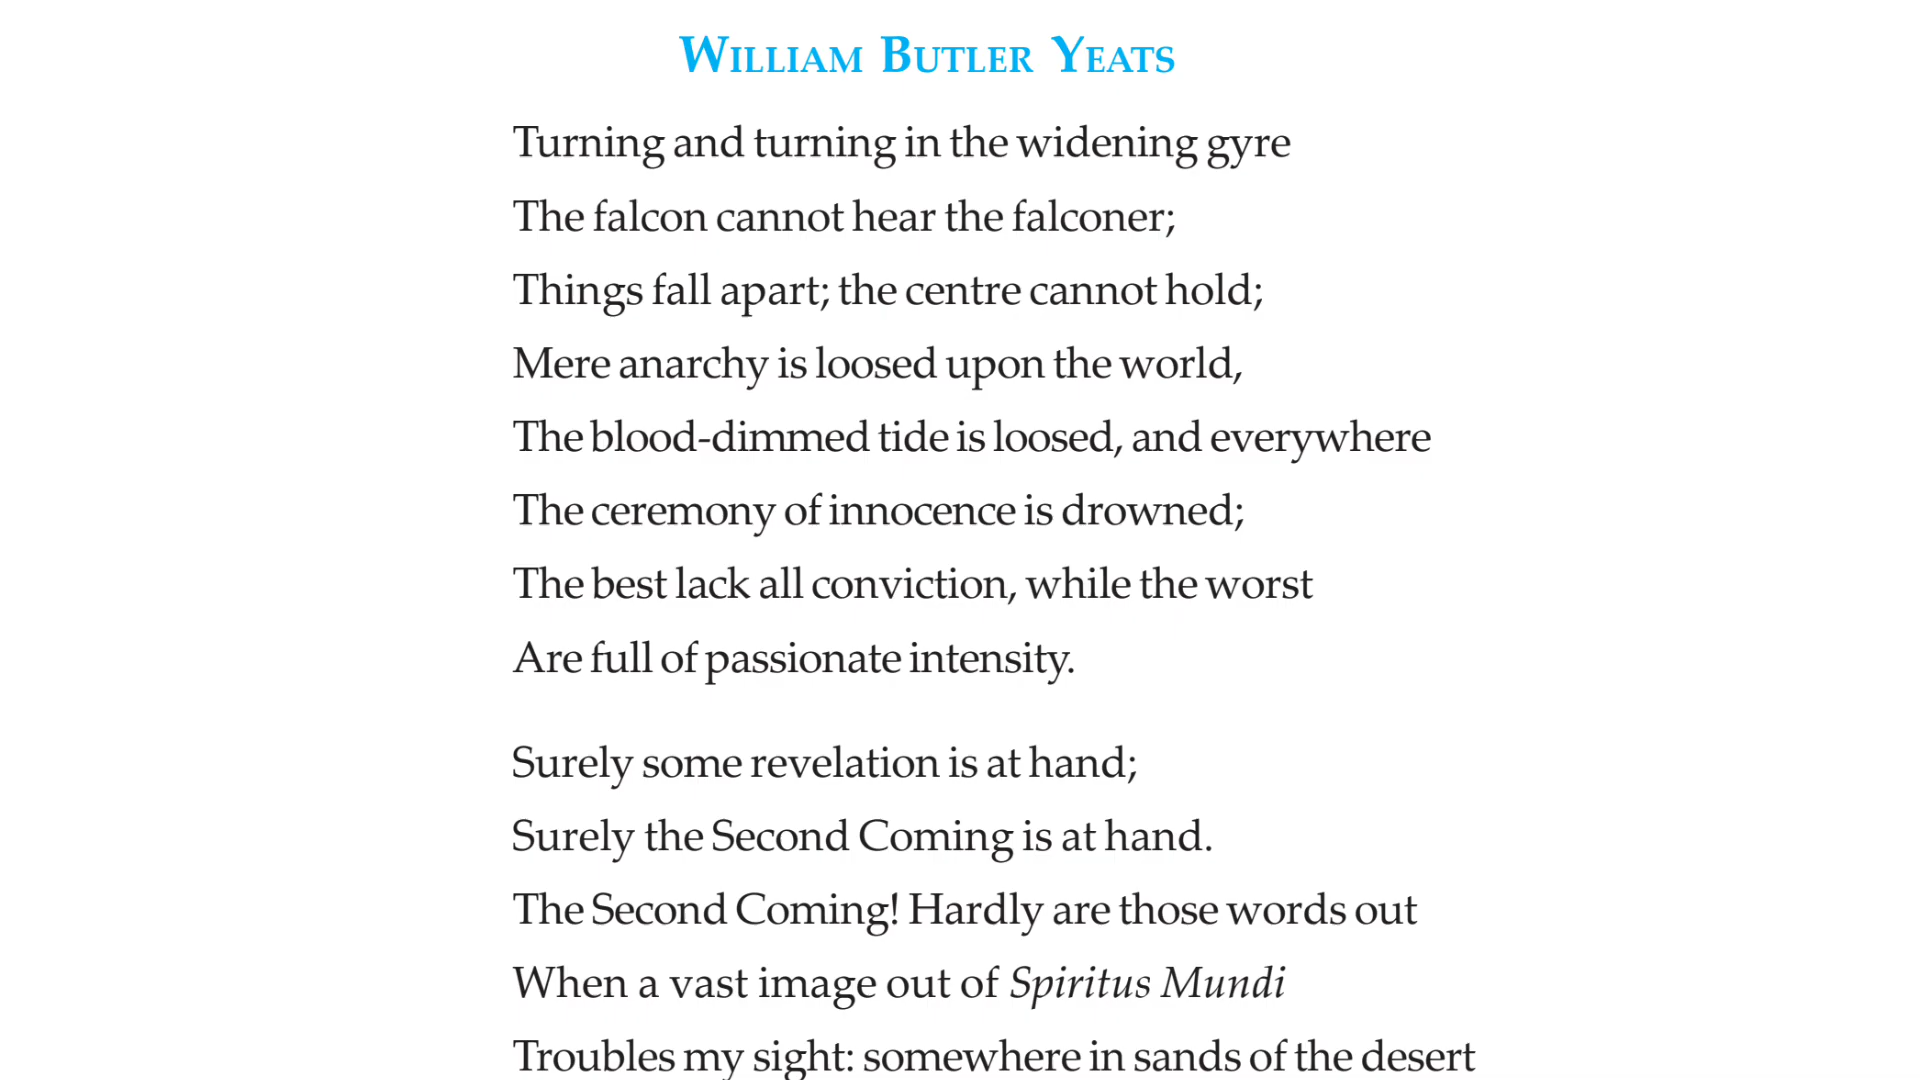 William Butler Yeats
Turning and turning in the widening gyre
The falcon cannot hear the falconer;
Things fall apart; the centre cannot hold;
Mere anarchy is loosed upon the world,
The blood-dimmed tide is loosed, and everywhere
The ceremony of innocence is drowned;
The best lack all conviction, while the worst
Are full of passionate intensity.
Surely some revelation is at hand;
Surely the Second Coming is at hand.
The Second Coming! Hardly are those words out
When a vast image out of Spiritus Mundi
Troubles my sight: somewhere in sands of the desert